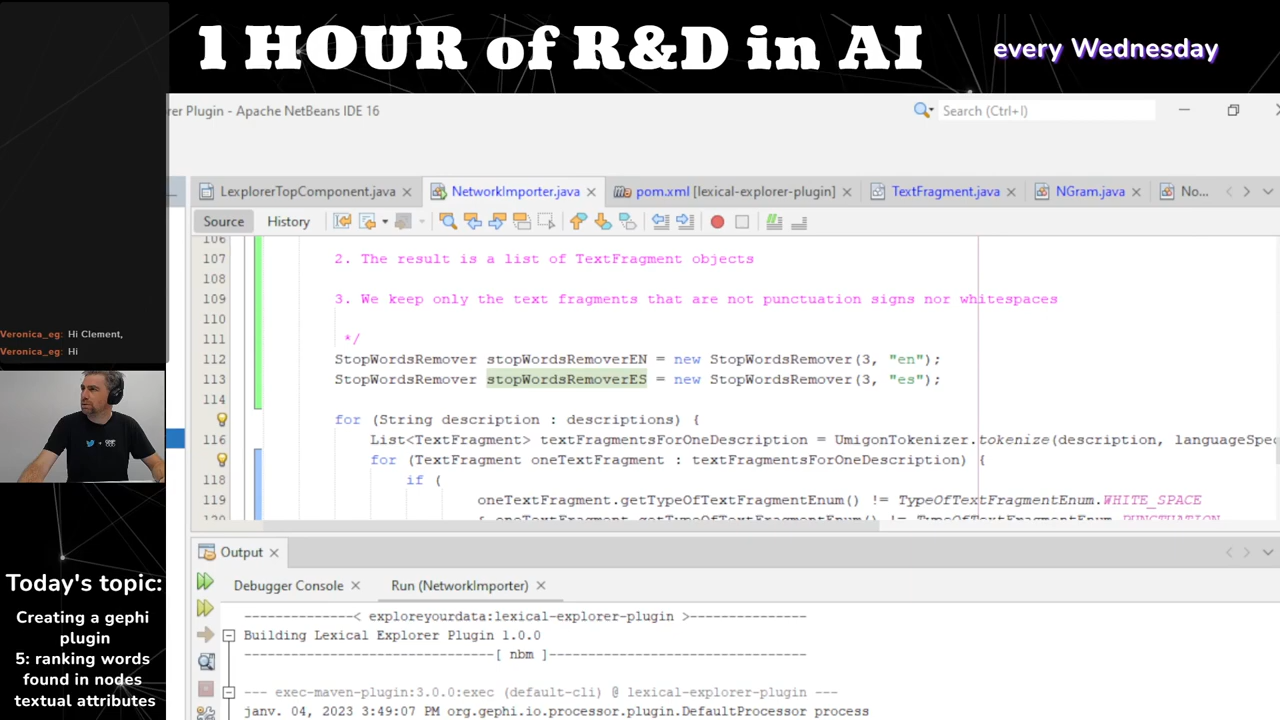 1 HOUR of R&D in AI
every Wednesday
rer Plugin - Apache NetBeans IDE 16
Search (Ctrl+I)
LexplorerTopComponent.java
NetworkImporter.java
pom.xml [lexical-explorer-plugin]
TextFragment.java
NGram.java
No...
Source
History
106
107 2. The result is a list of TextFragment objects
108
109 3. We keep only the text fragments that are not punctuation signs nor whitespaces
110
111 */
112 StopWordsRemover stopWordsRemoverEN = new StopWordsRemover(3, "en");
113 StopWordsRemover stopWordsRemoverES = new StopWordsRemover(3, "es");
114
for (String description : descriptions) {
116 List<TextFragment> textFragmentsForOneDescription = UmigonTokenizer.tokenize(description, languageSpec
for (TextFragment oneTextFragment : textFragmentsForOneDescription) {
118 if (
119 oneTextFragment.getTypeOfTextFragmentEnum() != TypeOfTextFragmentEnum.WHITE_SPACE
120 & oneTextFragment.getTypeOfTextFragmentEnum() != TypeOfTextFragmentEnum.PUNCTUATION
Veronica_eg: Hi Clement,
Veronica_eg: Hi
Today's topic:
Creating a gephi
plugin
5: ranking words
found in nodes
textual attributes
Output
Debugger Console
Run (NetworkImporter)
--------------< exploreyourdata:lexical-explorer-plugin >---------------
Building Lexical Explorer Plugin 1.0.0
--------------------------------[ nbm ]---------------------------------
--- exec-maven-plugin:3.0.0:exec (default-cli) @ lexical-explorer-plugin ---
janv. 04, 2023 3:49:07 PM org.gephi.io.processor.plugin.DefaultProcessor process